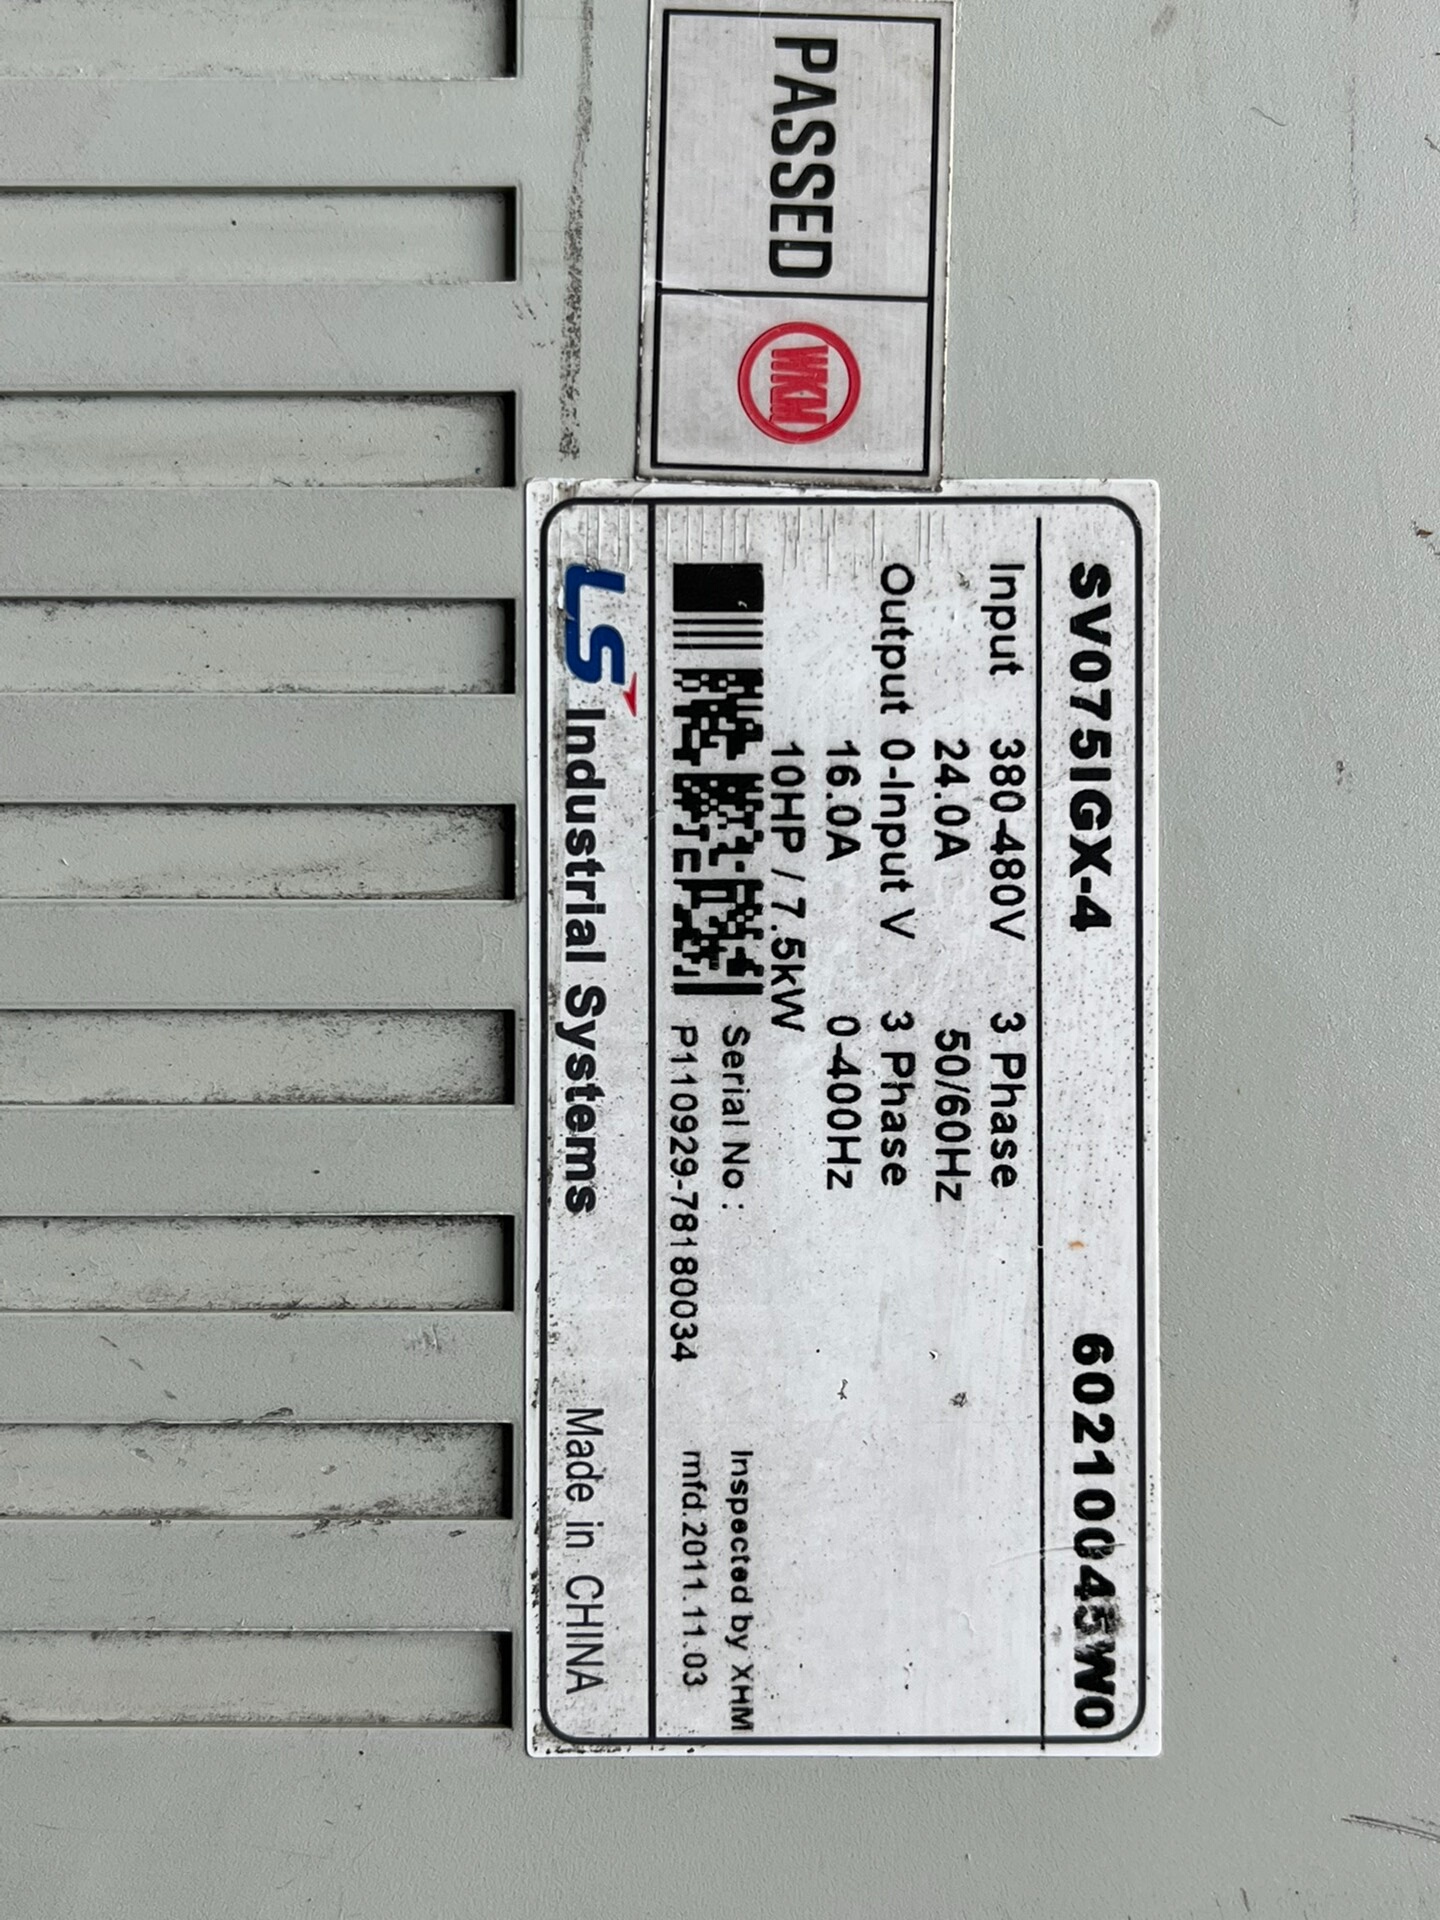 PASSED
WKM
SV075IGX-4 60210045W0
Input 380-480V 3 Phase
24.0A 50/60Hz
Output 0-Input V 3 Phase
16.0A 0-400Hz
10HP / 7.5kW
Serial No : Inspected by XHM
P110929-78180034 mfd.2011.11.03
LS Industrial Systems Made in CHINA